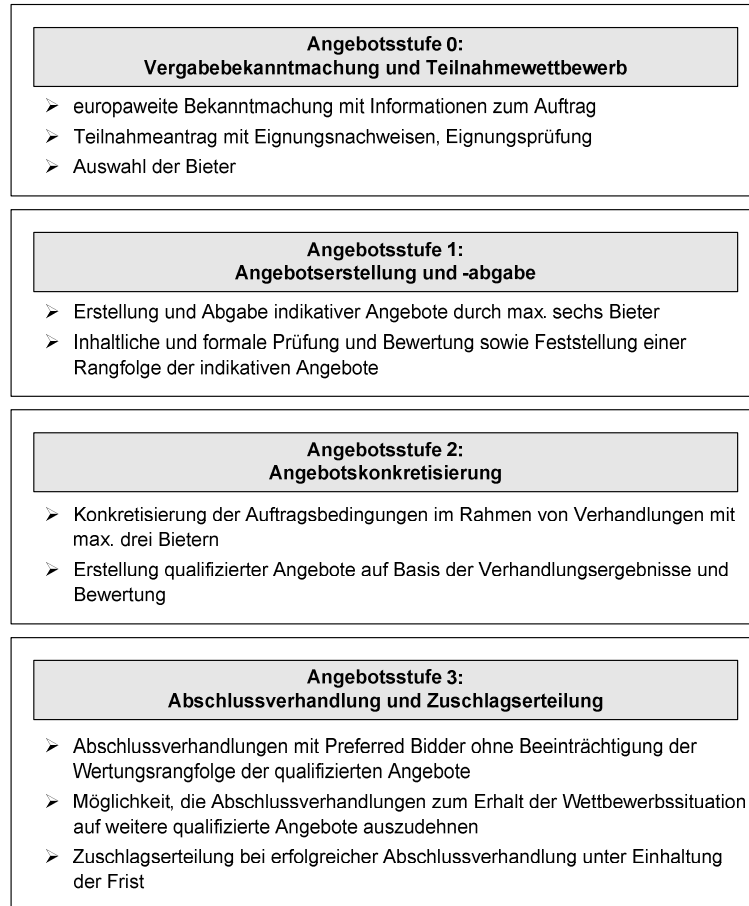 Angebotsstufe 0:
Vergabebekanntmachung und Teilnahmewettbewerb
➢ europaweite Bekanntmachung mit Informationen zum Auftrag
➢ Teilnahmeantrag mit Eignungsnachweisen, Eignungsprüfung
➢ Auswahl der Bieter
Angebotsstufe 1:
Angebotserstellung und -abgabe
➢ Erstellung und Abgabe indikativer Angebote durch max. sechs Bieter
➢ Inhaltliche und formale Prüfung und Bewertung sowie Feststellung einer
Rangfolge der indikativen Angebote
Angebotsstufe 2:
Angebotskonkretisierung
➢ Konkretisierung der Auftragsbedingungen im Rahmen von Verhandlungen mit
max. drei Bietern
➢ Erstellung qualifizierter Angebote auf Basis der Verhandlungsergebnisse und
Bewertung
Angebotsstufe 3:
Abschlussverhandlung und Zuschlagserteilung
➢ Abschlussverhandlungen mit Preferred Bidder ohne Beeinträchtigung der
Wertungsrangfolge der qualifizierten Angebote
➢ Möglichkeit, die Abschlussverhandlungen zum Erhalt der Wettbewerbssituation
auf weitere qualifizierte Angebote auszudehnen
➢ Zuschlagserteilung bei erfolgreicher Abschlussverhandlung unter Einhaltung
der Frist